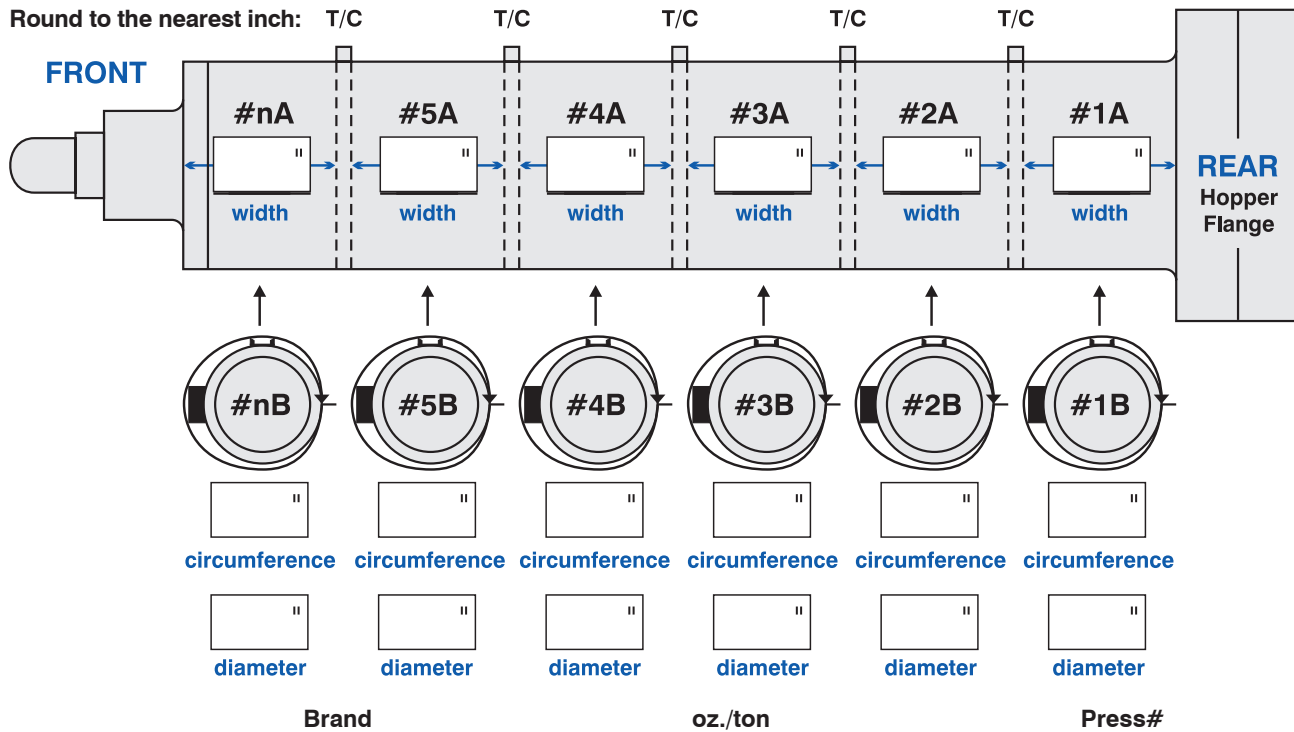 Round to the nearest inch: T/C T/C T/C T/C T/C
FRONT
#nA #5A #4A #3A #2A #1A
" " " " " "
REAR
Hopper
Flange
width width width width width width
#nB #5B #4B #3B #2B #1B
" " " " " "
circumference circumference circumference circumference circumference circumference
" " " " " "
diameter diameter diameter diameter diameter diameter
Brand oz./ton Press#